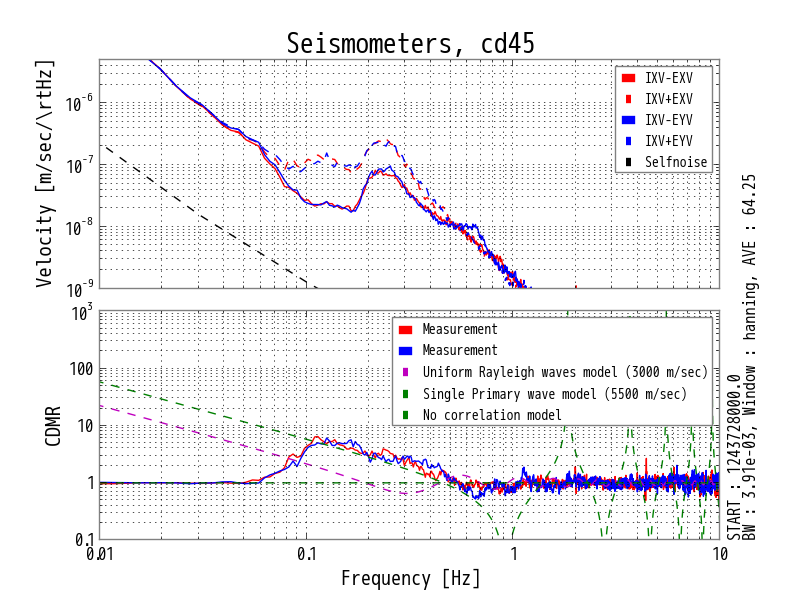 Seismometers, cd45
Velocity [m/sec/\rtHz]
10^-6
10^-7
10^-8
10^-9
IXV-EXV
IXV+EXV
IXV-EYV
IXV+EYV
Selfnoise
CDMR
10^3
100
10
1
0.1
Measurement
Measurement
Uniform Rayleigh waves model (3000 m/sec)
Single Primary wave model (5500 m/sec)
No correlation model
0.01
0.1
1
10
Frequency [Hz]
START : 1243728000.0
BW : 3.91e-03, Window : hanning, AVE : 64.25